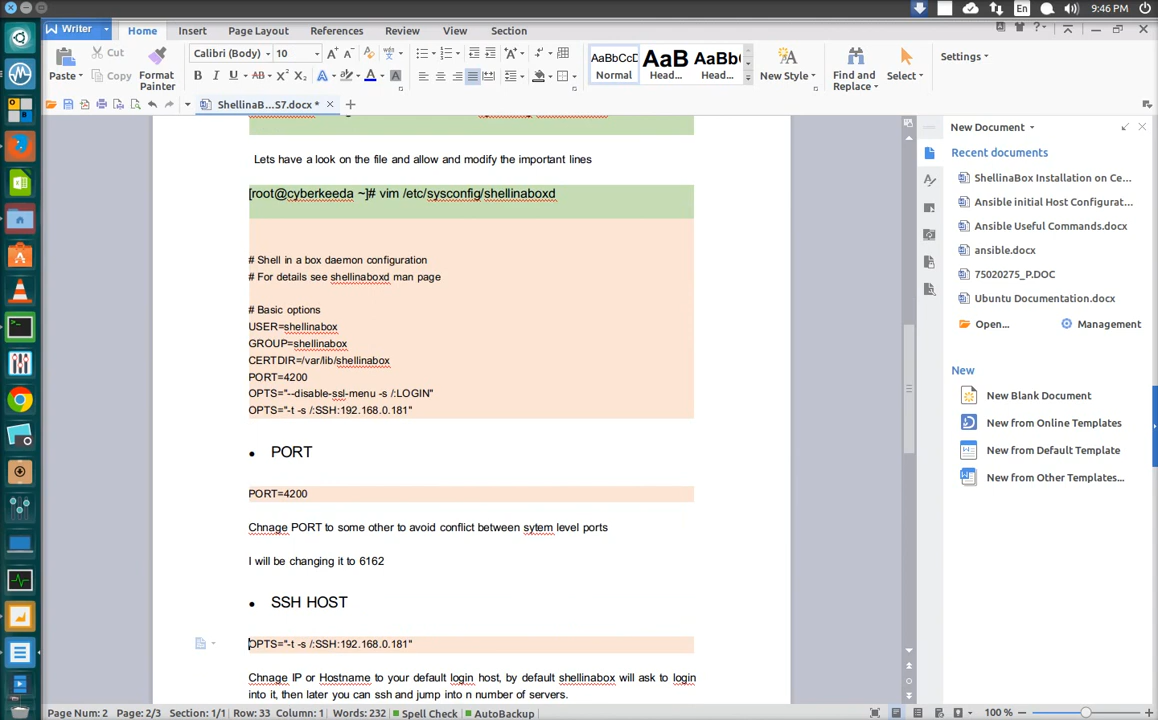 En
9:46 PM
Writer
Home
Insert
Page Layout
References
Review
View
Section
Paste
Cut
Copy
Format
Painter
Calibri (Body)
10
AaBbCcD
Normal
AaB
Head...
AaBb(
Head...
New Style
Find and
Replace
Select
Settings
ShellinaB...S7.docx *
Lets have a look on the file and allow and modify the important lines
[root@cyberkeeda ~]# vim /etc/sysconfig/shellinaboxd
# Shell in a box daemon configuration
# For details see shellinaboxd man page
# Basic options
USER=shellinabox
GROUP=shellinabox
CERTDIR=/var/lib/shellinabox
PORT=4200
OPTS="--disable-ssl-menu -s /:LOGIN"
OPTS="-t -s /:SSH:192.168.0.181"
• PORT
PORT=4200
Chnage PORT to some other to avoid conflict between sytem level ports
I will be changing it to 6162
• SSH HOST
OPTS="-t -s /:SSH:192.168.0.181"
Chnage IP or Hostname to your default login host, by default shellinabox will ask to login
into it, then later you can ssh and jump into n number of servers.
New Document
Recent documents
ShellinaBox Installation on Ce...
Ansible initial Host Configurat...
Ansible Useful Commands.docx
ansible.docx
75020275_P.DOC
Ubuntu Documentation.docx
Open...
Management
New
New Blank Document
New from Online Templates
New from Default Template
New from Other Templates...
Page Num: 2 Page: 2/3 Section: 1/1 Row: 33 Column: 1 Words: 232 Spell Check AutoBackup
100 %